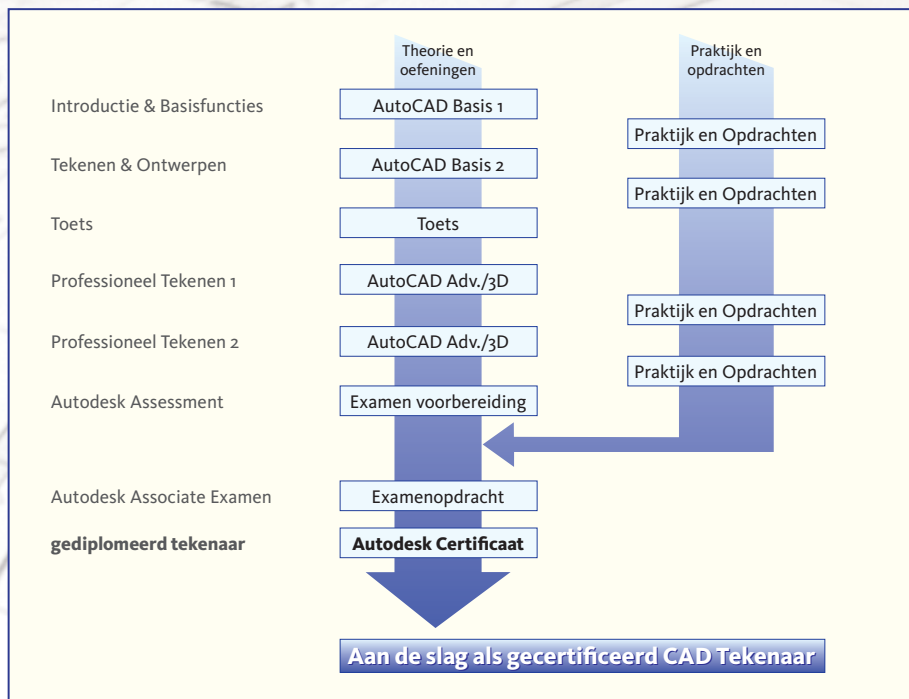 Theorie en
oefeningen
Praktijk en
opdrachten
Introductie & Basisfuncties
AutoCAD Basis 1
Praktijk en Opdrachten
Tekenen & Ontwerpen
AutoCAD Basis 2
Praktijk en Opdrachten
Toets
Toets
Professioneel Tekenen 1
AutoCAD Adv./3D
Praktijk en Opdrachten
Professioneel Tekenen 2
AutoCAD Adv./3D
Praktijk en Opdrachten
Autodesk Assessment
Examen voorbereiding
Autodesk Associate Examen
Examenopdracht
gediplomeerd tekenaar
Autodesk Certificaat
Aan de slag als gecertificeerd CAD Tekenaar